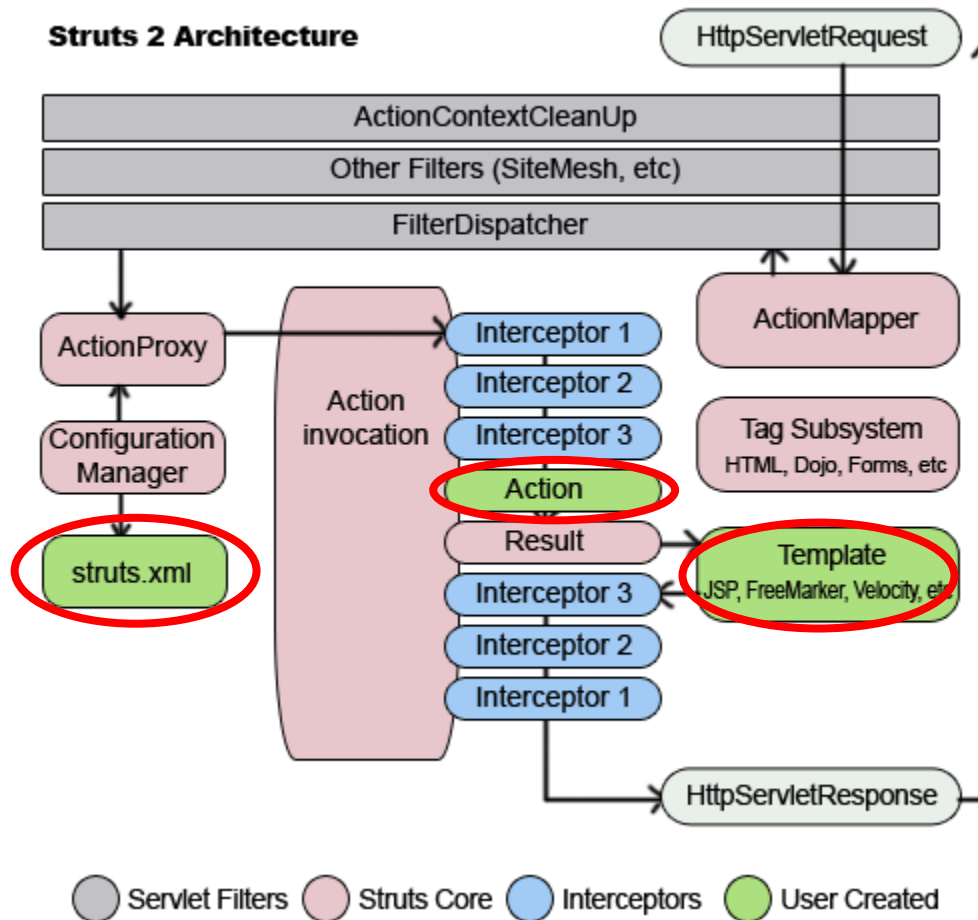 Struts 2 Architecture
HttpServletRequest
ActionContextCleanUp
Other Filters (SiteMesh, etc)
FilterDispatcher
ActionProxy
Configuration
Manager
struts.xml
Action
invocation
Interceptor 1
Interceptor 2
Interceptor 3
Action
Result
Interceptor 3
Interceptor 2
Interceptor 1
ActionMapper
Tag Subsystem
HTML, Dojo, Forms, etc
Template
JSP, FreeMarker, Velocity, etc
HttpServletResponse
Servlet Filters
Struts Core
Interceptors
User Created